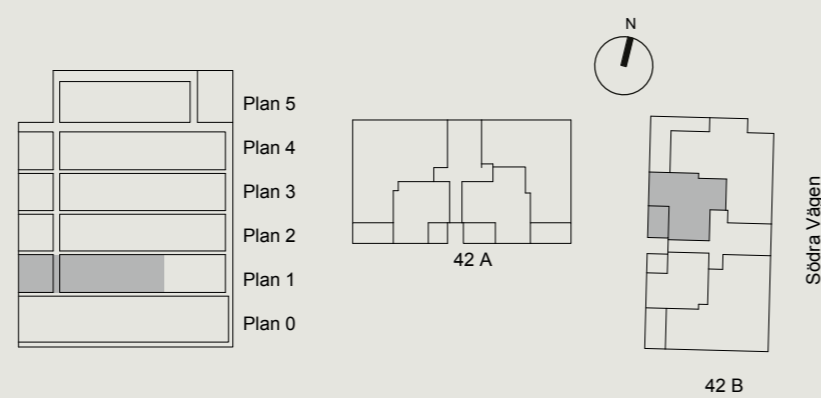 N
Plan 5
Plan 4
Plan 3
Plan 2
Plan 1
Plan 0
42 A
Södra Vägen
42 B